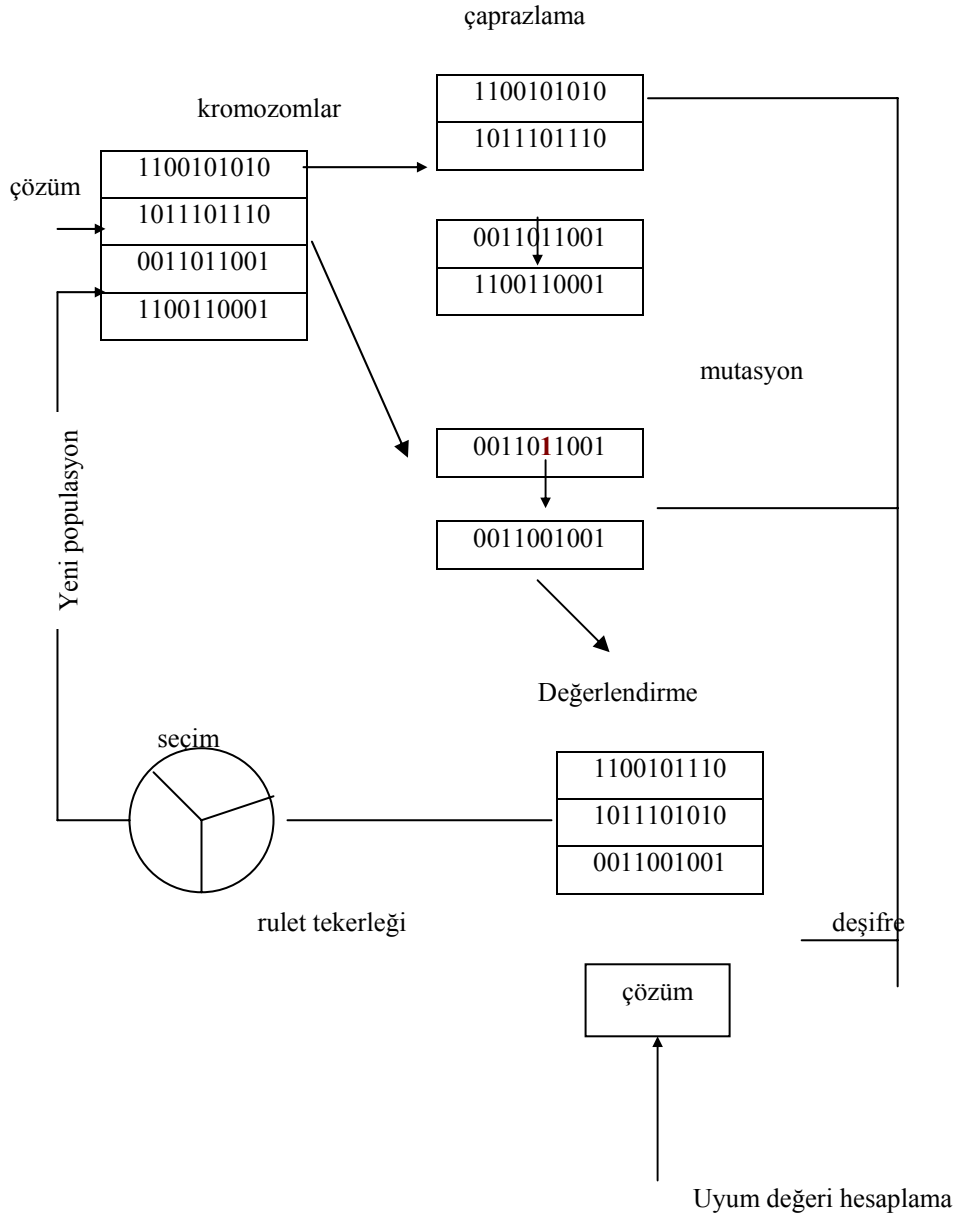 çaprazlama
1100101010
1011101110
kromozomlar
1100101010
1011101110
0011011001
1100110001
çözüm
0011011001
1100110001
mutasyon
0011011001
0011001001
Yeni populasyon
Değerlendirme
seçim
1100101110
1011101010
0011001001
rulet tekerleği
deşifre
çözüm
Uyum değeri hesaplama